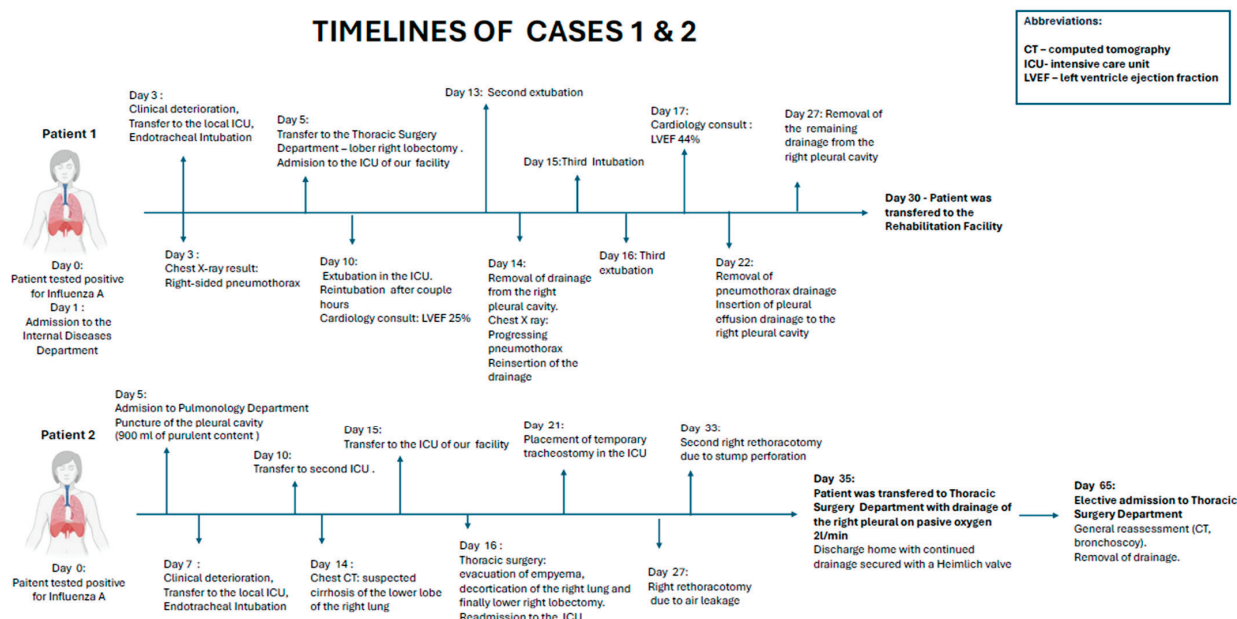 TIMELINES OF CASES 1 & 2
Abbreviations:
CT – computed tomography
ICU- intensive care unit
LVEF – left ventricle ejection fraction
Patient 1
Day 0:
Patient tested positive
for Influenza A
Day 1 :
Admission to the
Internal Diseases
Department
Day 3 :
Clinical deterioration,
Transfer to the local ICU,
Endotracheal Intubation
Day 3 :
Chest X-ray result:
Right-sided pneumothorax
Day 5:
Transfer to the Thoracic Surgery
Department – lober right lobectomy .
Admision to the ICU of our facility
Day 10:
Extubation in the ICU.
Reintubation after couple
hours
Cardiology consult: LVEF 25%
Day 13: Second extubation
Day 14:
Removal of drainage
from the right
pleural cavity.
Chest X ray:
Progressing
pneumothorax
Reinsertion of the
drainage
Day 15:Third Intubation
Day 16: Third
extubation
Day 17:
Cardiology consult :
LVEF 44%
Day 22:
Removal of
pneumothorax drainage
Insertion of pleural
effusion drainage to the
right pleural cavity
Day 27: Removal of
the remaining
drainage from the
right pleural cavity
Day 30 - Patient was
transfered to the
Rehabilitation Facility
Patient 2
Day 0:
Paitent tested positive
for Influenza A
Day 5:
Admision to Pulmonology Department
Puncture of the pleural cavity
(900 ml of purulent content )
Day 7 :
Clinical deterioration,
Transfer to the local ICU,
Endotracheal Intubation
Day 10:
Transfer to second ICU .
Day 14 :
Chest CT: suspected
cirrhosis of the lower lobe
of the right lung
Day 15:
Transfer to the ICU of our facility
Day 16 :
Thoracic surgery:
evacuation of empyema,
decortication of the right lung and
finally lower right lobectomy.
Readmission to the ICU
Day 21:
Placement of temporary
tracheostomy in the ICU
Day 27:
Right rethoracotomy
due to air leakage
Day 33:
Second right rethoracotomy
due to stump perforation
Day 35:
Patient was transfered to Thoracic
Surgery Department with drainage of
the right pleural on pasive oxygen
2l/min
Discharge home with continued
drainage secured with a Heimlich valve
Day 65:
Elective admission to Thoracic
Surgery Department
General reassessment (CT,
bronchoscoy).
Removal of drainage.